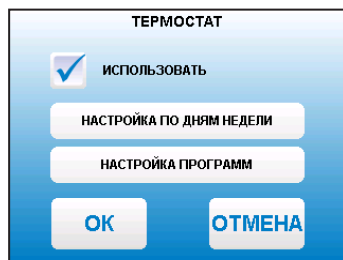 ТЕРМОСТАТ
ИСПОЛЬЗОВАТЬ
НАСТРОЙКА ПО ДНЯМ НЕДЕЛИ
НАСТРОЙКА ПРОГРАММ
ОК ОТМЕНА